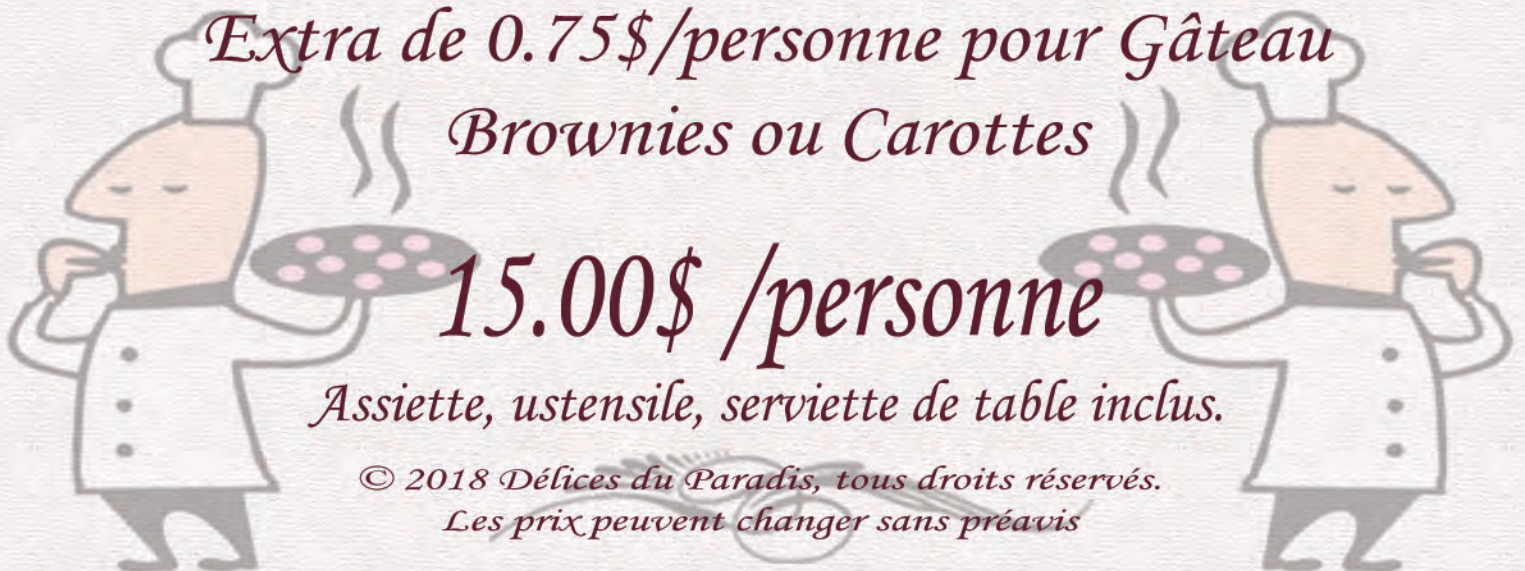 Extra de 0.75$/personne pour Gâteau
Brownies ou Carottes
15.00$ /personne
Assiette, ustensile, serviette de table inclus.
© 2018 Délices du Paradis, tous droits réservés.
Les prix peuvent changer sans préavis